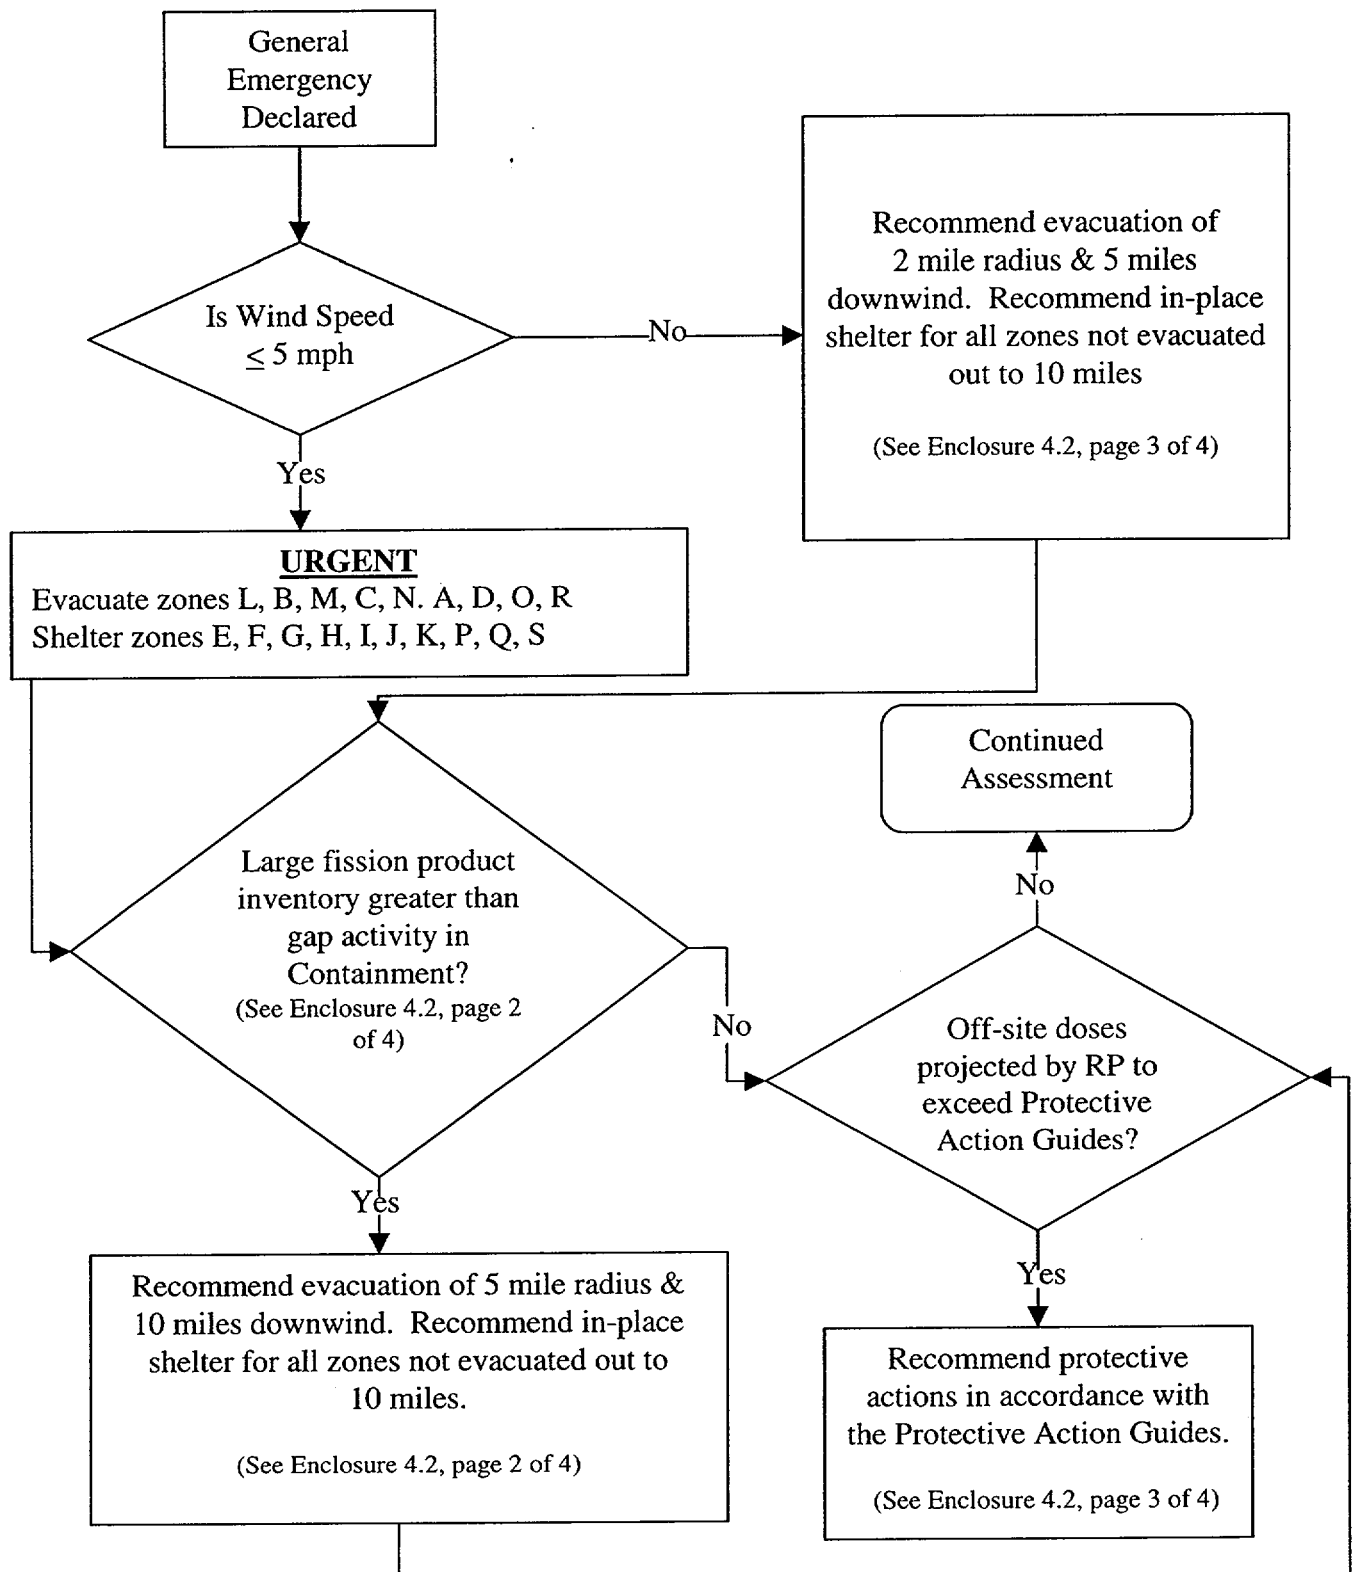 General
Emergency
Declared
Is Wind Speed
≤ 5 mph
No
Recommend evaluation of
2 mile radius & 5 miles
downwind. Recommend in-place
shelter for all zones not evacuated
out to 10 miles
(See Enclosure 4.2, page 3 of 4)
Yes
URGENT
Evacuate zones L, B, M, C, N. A, D, O, R
Shelter zones E, F, G, H, I, J, K, P, Q, S
Large fission product
inventory greater than
gap activity in
Containment?
(See Enclosure 4.2, page 2
of 4)
No
Yes
Recommend evacuation of 5 mile radius &
10 miles downwind. Recommend in-place
shelter for all zones not evacuated out to
10 miles.
(See Enclosure 4.2, page 2 of 4)
Continued
Assessment
No
Off-site doses
projected by RP to
exceed Protective
Action Guides?
Yes
Recommend protective
actions in accordance with
the Protective Action Guides.
(See Enclosure 4.2, page 3 of 4)